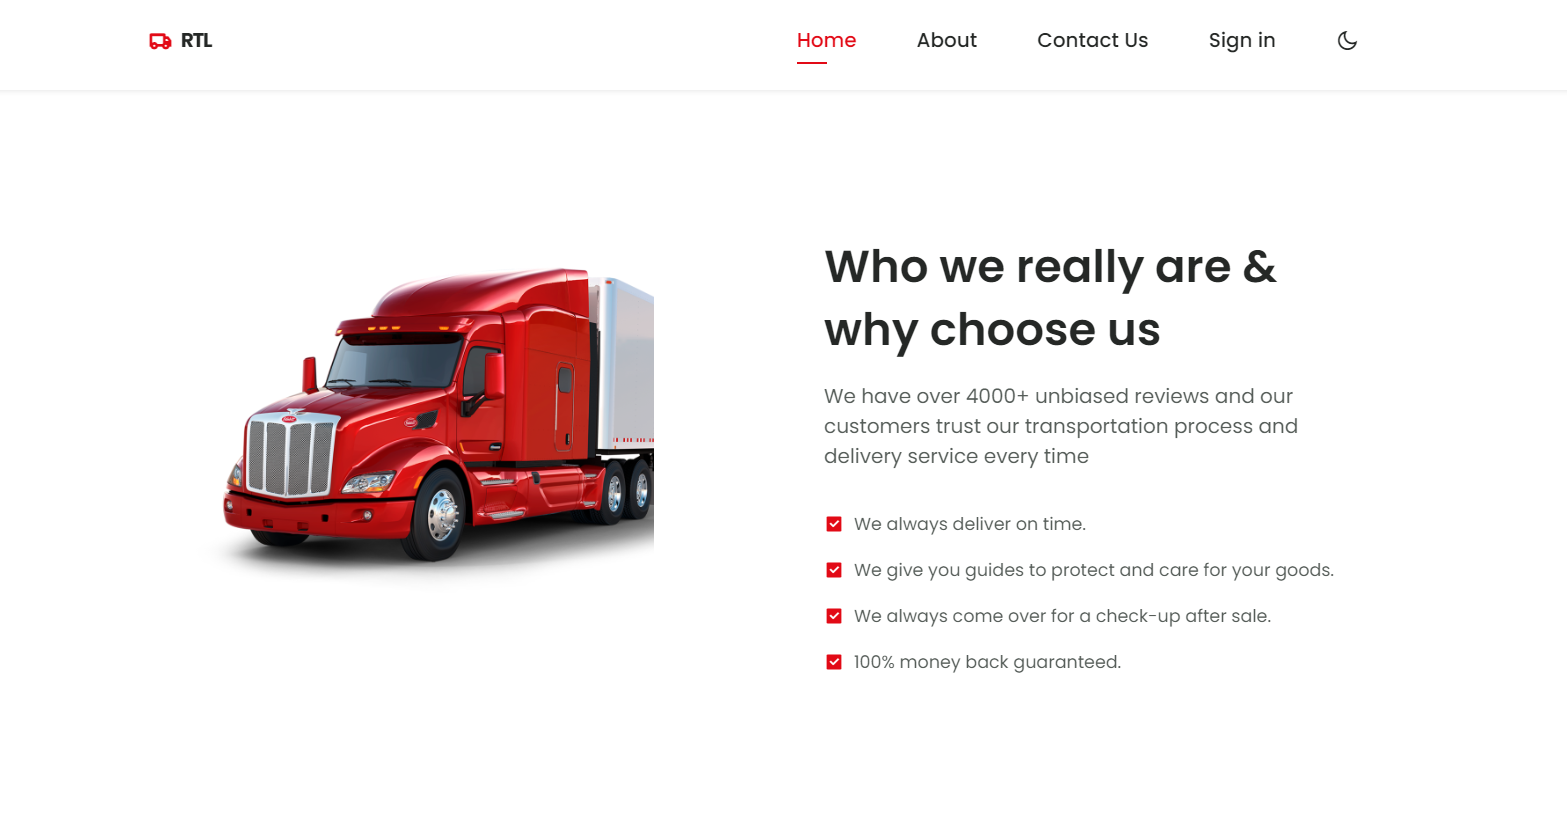 RTL
Home
About
Contact Us
Sign in
Who we really are &
why choose us
We have over 4000+ unbiased reviews and our
customers trust our transportation process and
delivery service every time
We always deliver on time.
We give you guides to protect and care for your goods.
We always come over for a check-up after sale.
100% money back guaranteed.